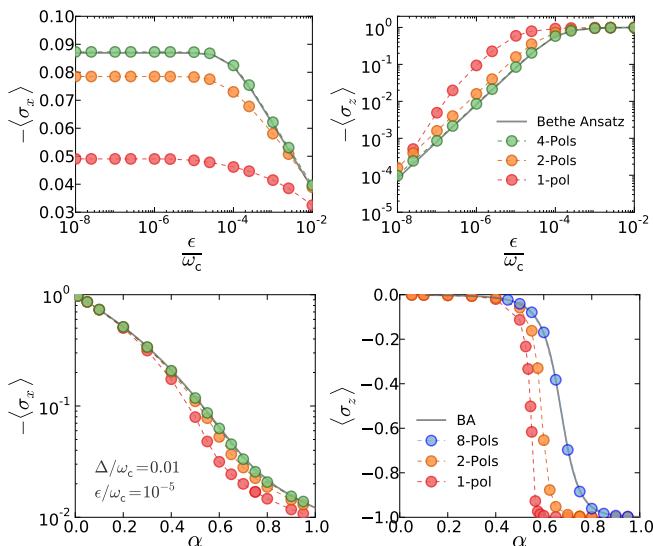 0.10
0.09
0.08
0.07
0.06
0.05
0.04
0.03
−⟨σx⟩
10^-8 10^-6 10^-4 10^-2
ϵ/ωc
10^0
10^-1
10^-2
10^-3
10^-4
10^-5
−⟨σz⟩
Bethe Ansatz
4-Pols
2-Pols
1-pol
10^-8 10^-6 10^-4 10^-2
ϵ/ωc
10^0
10^-1
10^-2
−⟨σx⟩
Δ/ωc=0.01
ϵ/ωc=10^-5
0.0 0.2 0.4 0.6 0.8 1.0
α
0.0
−0.2
−0.4
−0.6
−0.8
−1.0
⟨σz⟩
BA
8-Pols
2-Pols
1-pol
0.0 0.2 0.4 0.6 0.8 1.0
α